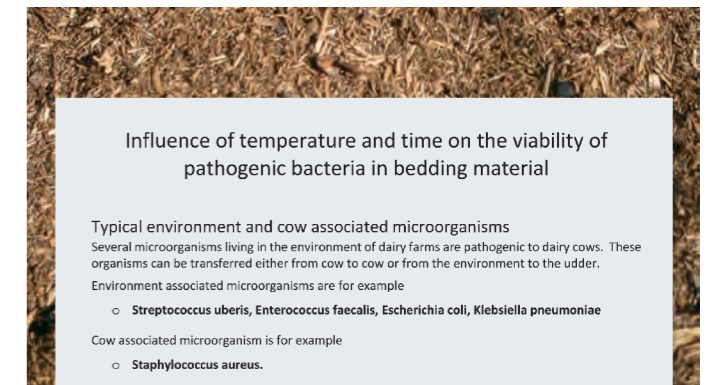 Influence of temperature and time on the viability of
pathogenic bacteria in bedding material
Typical environment and cow associated microorganisms
Several microorganisms living in the environment of dairy farms are pathogenic to dairy cows. These
organisms can be transferred either from cow to cow or from the environment to the udder.
Environment associated microorganisms are for example
o Streptococcus uberis, Enterococcus faecalis, Escherichia coli, Klebsiella pneumoniae
Cow associated microorganism is for example
o Staphylococcus aureus.